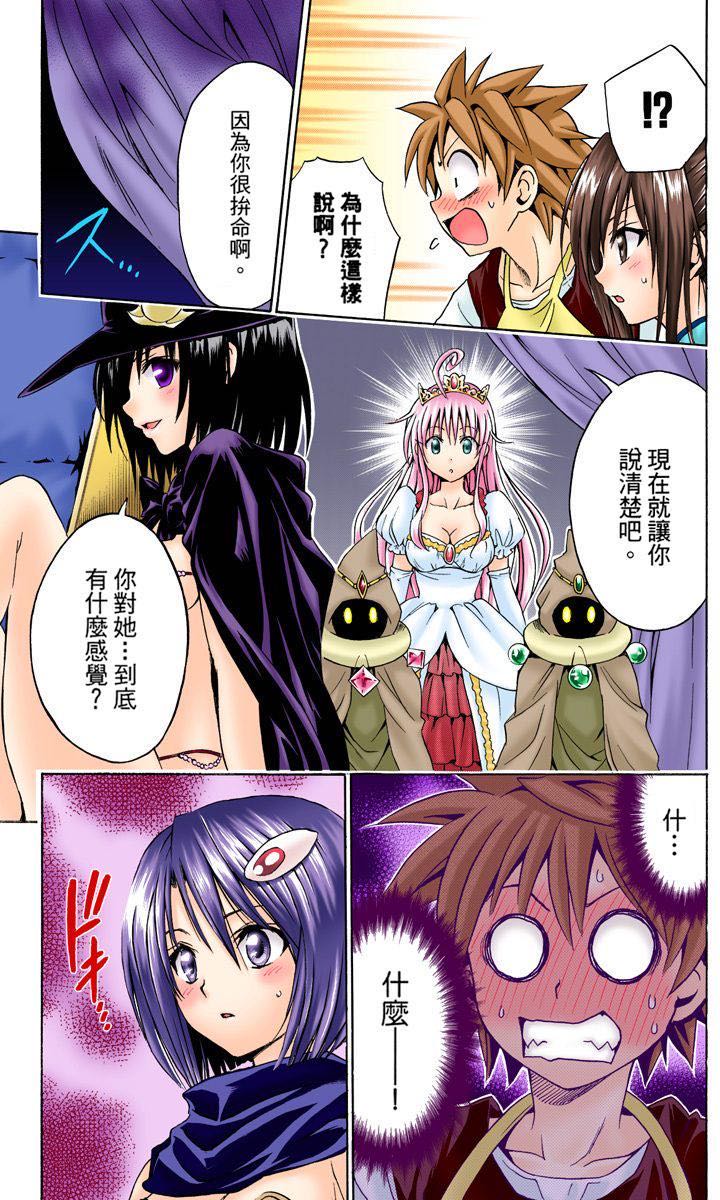 !?
為什麼這樣
說啊?
因為你很拚命啊。
ス…
現在就讓你
說清楚吧。
你對她…到底
有什麼感覺?
什…
什麼——!
ドキ…